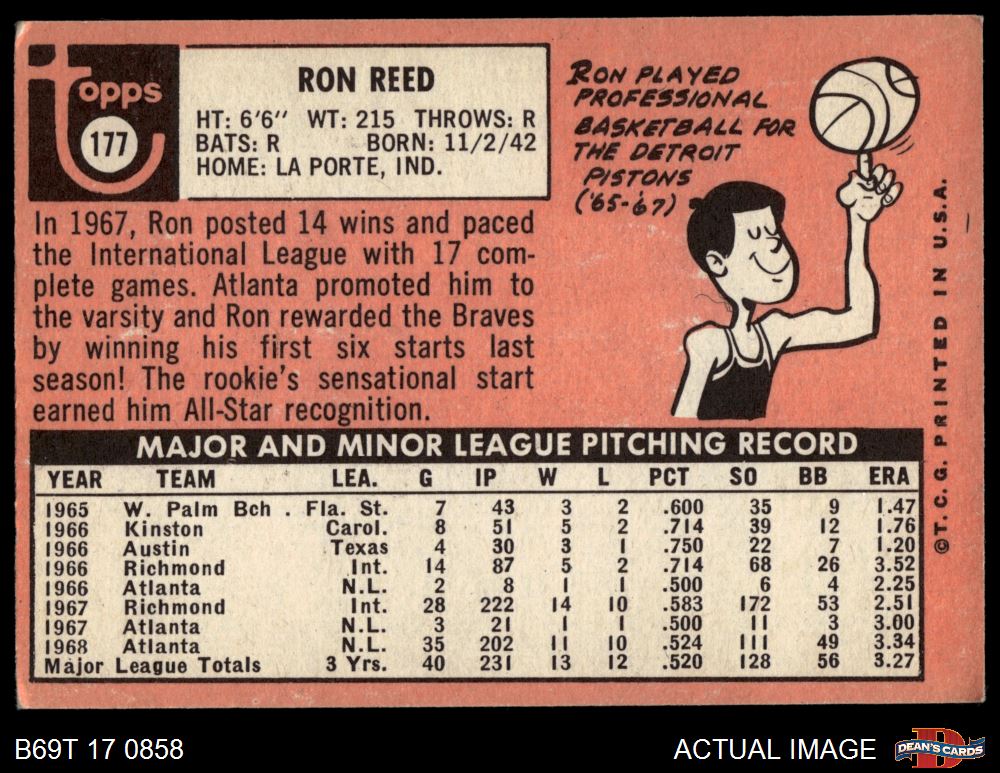 Topps
177
RON REED
HT: 6'6" WT: 215 THROWS: R
BATS: R BORN: 11/2/42
HOME: LA PORTE, IND.
RON PLAYED
PROFESSIONAL
BASKETBALL FOR
THE DETROIT
PISTONS
('65-'67)
In 1967, Ron posted 14 wins and paced
the International League with 17 com-
plete games. Atlanta promoted him to
the varsity and Ron rewarded the Braves
by winning his first six starts last
season! The rookie's sensational start
earned him All-Star recognition.
MAJOR AND MINOR LEAGUE PITCHING RECORD
YEAR TEAM LEA. G IP W L PCT SO BB ERA
1965 W. Palm Bch . Fla. St. 7 43 3 2 .600 35 9 1.47
1966 Kinston Carol. 8 51 5 2 .714 39 12 1.76
1966 Austin Texas 4 30 3 1 .750 22 7 1.20
1966 Richmond Int. 14 87 5 2 .714 68 26 3.52
1966 Atlanta N.L. 2 8 1 1 .500 6 4 2.25
1967 Richmond Int. 28 222 14 10 .583 172 53 2.51
1967 Atlanta N.L. 3 21 1 1 .500 11 3 3.00
1968 Atlanta N.L. 35 202 11 10 .524 111 49 3.34
Major League Totals 3 Yrs. 40 231 13 12 .520 128 56 3.27
©T. C. G. PRINTED IN U.S.A.
B69T 17 0858
ACTUAL IMAGE
D
DEAN'S CARDS